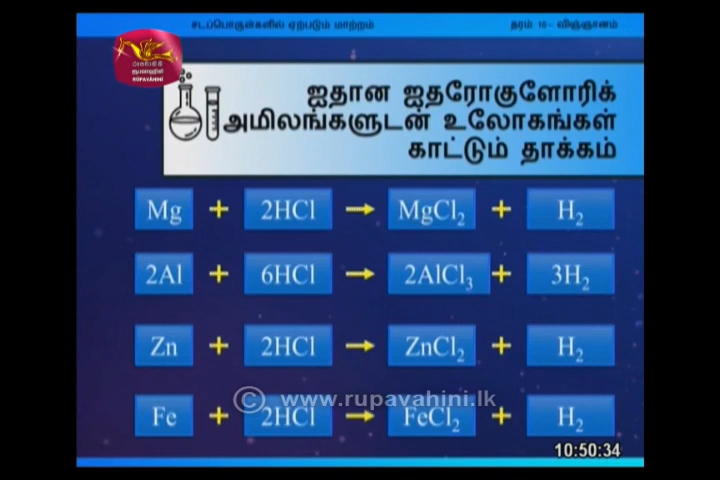 சடப்பொருள்களில் ஏற்படும் மாற்றம் தரம் 10 - விஞ்ஞானம்
RUPAVAHINI
ஐதான ஐதரோகுளோரிக்
அமிலங்களுடன் உலோகங்கள்
காட்டும் தாக்கம்
Mg + 2HCl → MgCl₂ + H₂
2Al + 6HCl → 2AlCl₃ + 3H₂
Zn + 2HCl → ZnCl₂ + H₂
Fe + 2HCl → FeCl₂ + H₂
© www.rupavahini.lk
10:50:34